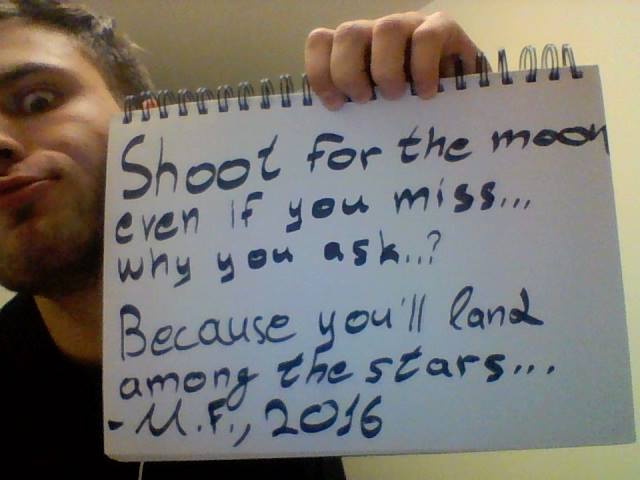 Shoot for the moon
even if you miss...
why you ask..?
Because you'll land
among the stars...
- M.F., 2016